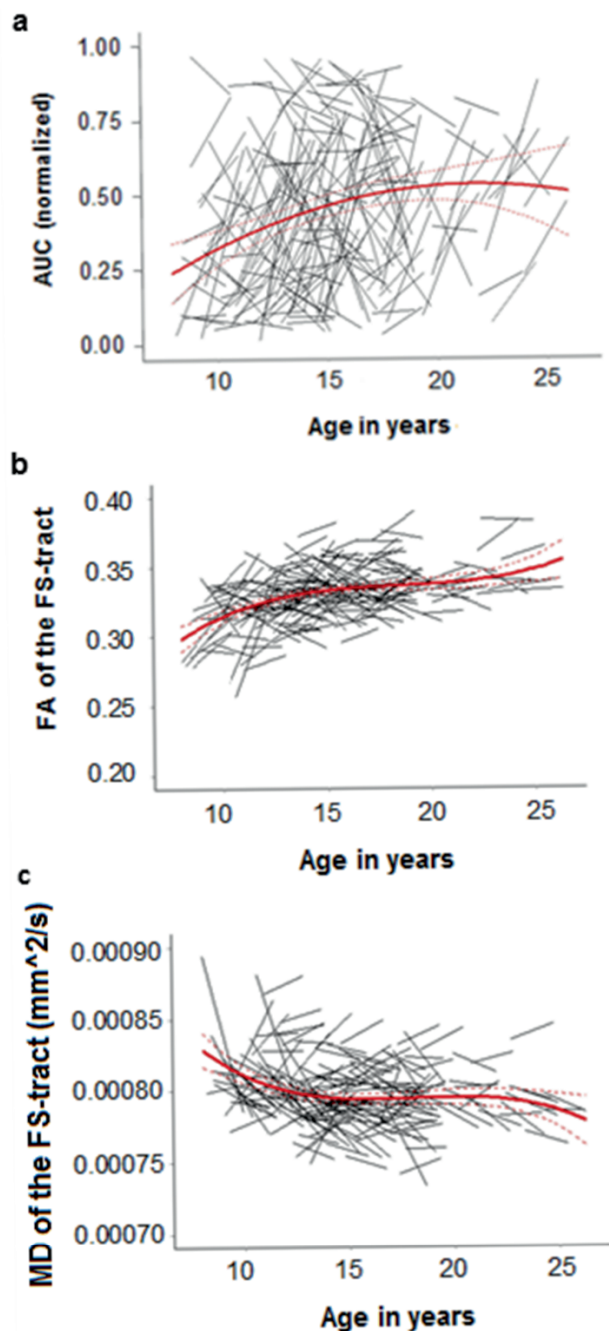 a
1.00
0.75
0.50
0.25
0.00
AUC (normalized)
10 15 20 25
Age in years
b
0.40
0.35
0.30
0.25
0.20
FA of the FS-tract
10 15 20 25
Age in years
c
0.00090
0.00085
0.00080
0.00075
0.00070
MD of the FS-tract (mm^2/s)
10 15 20 25
Age in years